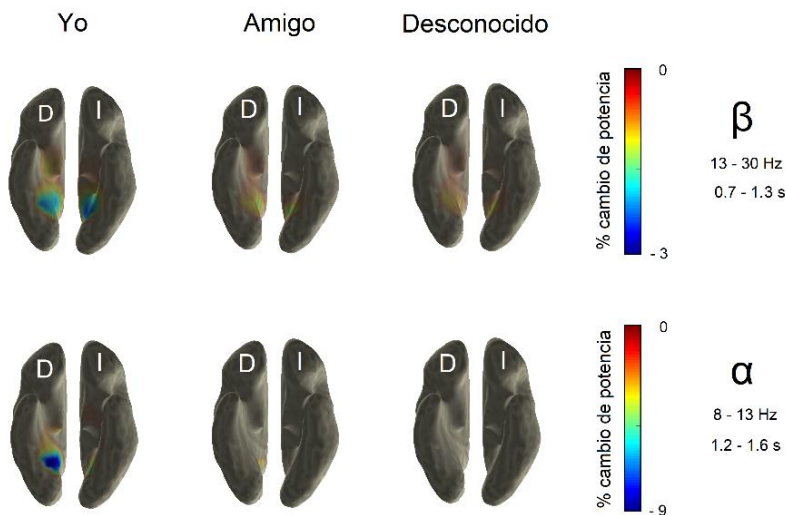 Yo Amigo Desconocido
D I D I D I
% cambio de potencia
0
- 3
β
13 - 30 Hz
0.7 - 1.3 s
D I D I D I
% cambio de potencia
0
- 9
α
8 - 13 Hz
1.2 - 1.6 s